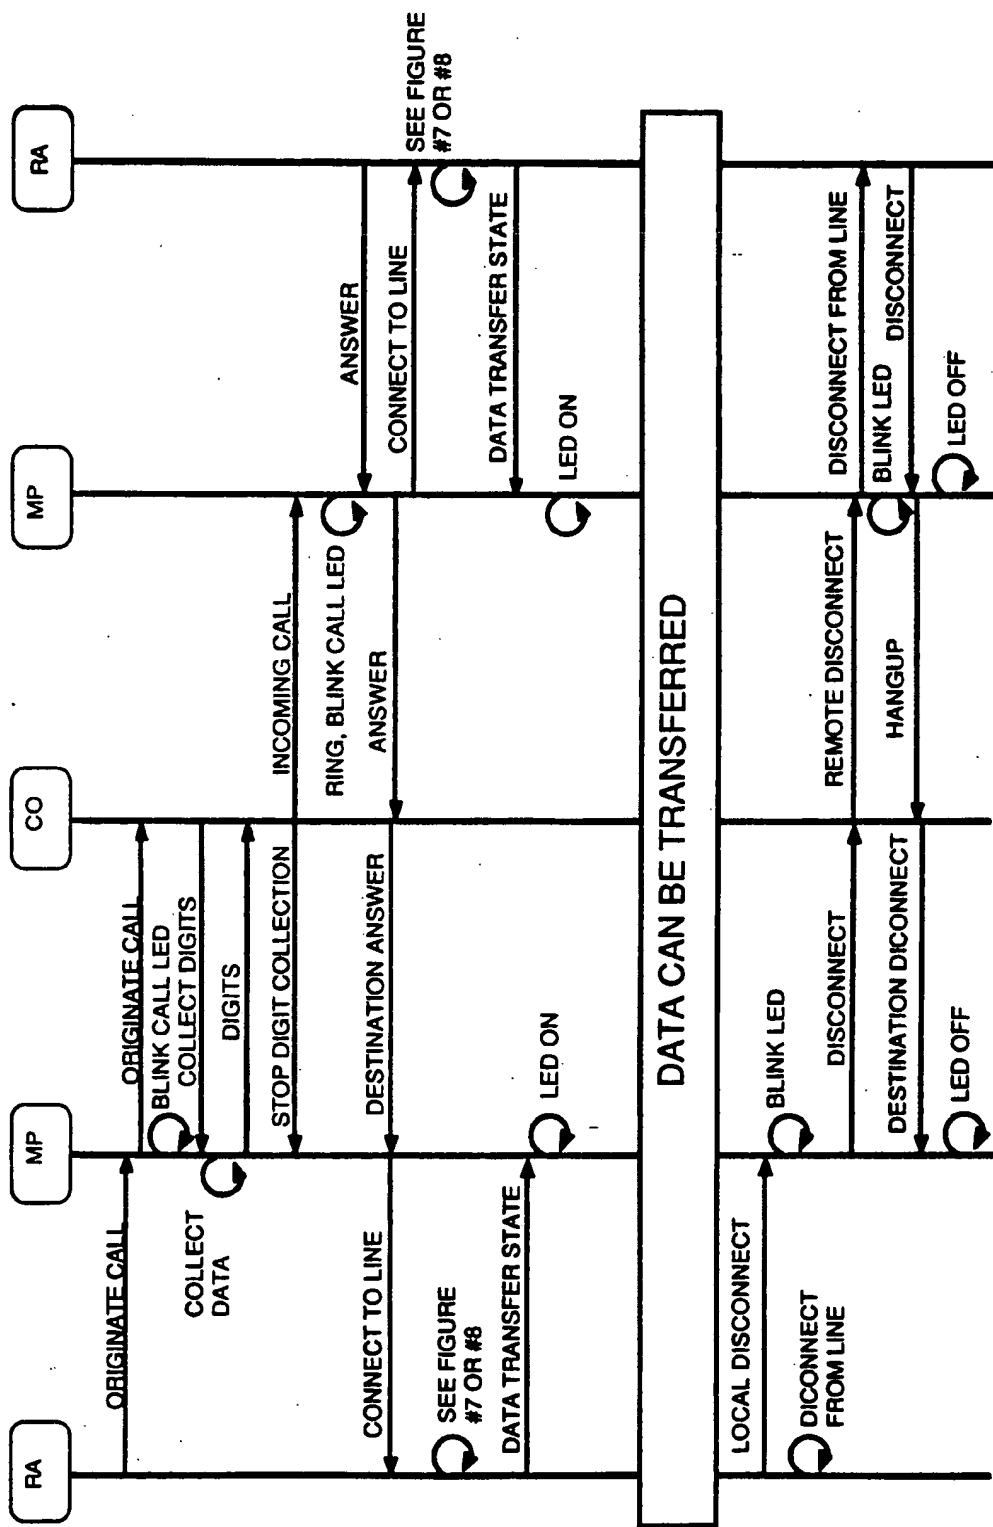 RA
MP
CO
MP
RA
ORIGINATE CALL
ORIGINATE CALL
BLINK CALL LED
COLLECT DIGITS
COLLECT
DATA
DIGITS
STOP DIGIT COLLECTION
INCOMING CALL
RING, BLINK CALL LED
ANSWER
ANSWER
DESTINATION ANSWER
CONNECT TO LINE
CONNECT TO LINE
SEE FIGURE
#7 OR #8
SEE FIGURE
#7 OR #8
DATA TRANSFER STATE
DATA TRANSFER STATE
LED ON
LED ON
DATA CAN BE TRANSFERRED
LOCAL DISCONNECT
BLINK LED
DICONNECT
FROM LINE
DISCONNECT
REMOTE DISCONNECT
DISCONNECT FROM LINE
BLINK LED
DISCONNECT
HANGUP
DESTINATION DICONNECT
LED OFF
LED OFF